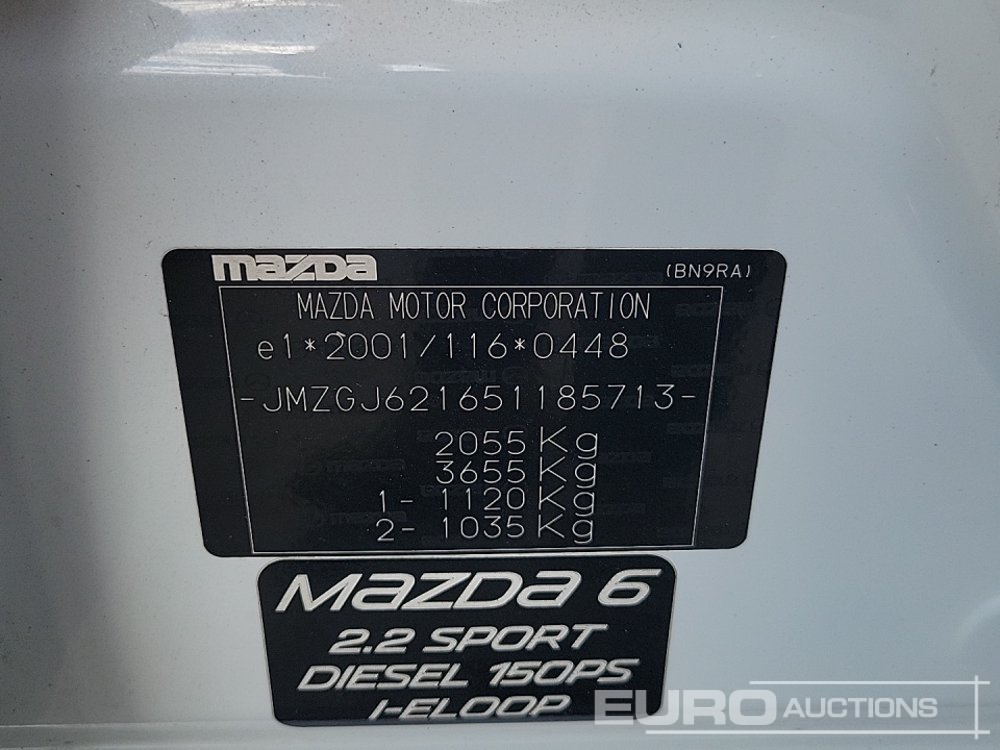 mazda
(BN9RA)
MAZDA MOTOR CORPORATION
e1*2001/116*0448
-JMZGJ621651185713-
2055Kg
3655Kg
1- 1120Kg
2- 1035Kg
MAZDA 6
2.2 SPORT
DIESEL 150PS
I-ELOOP
EURO AUCTIONS